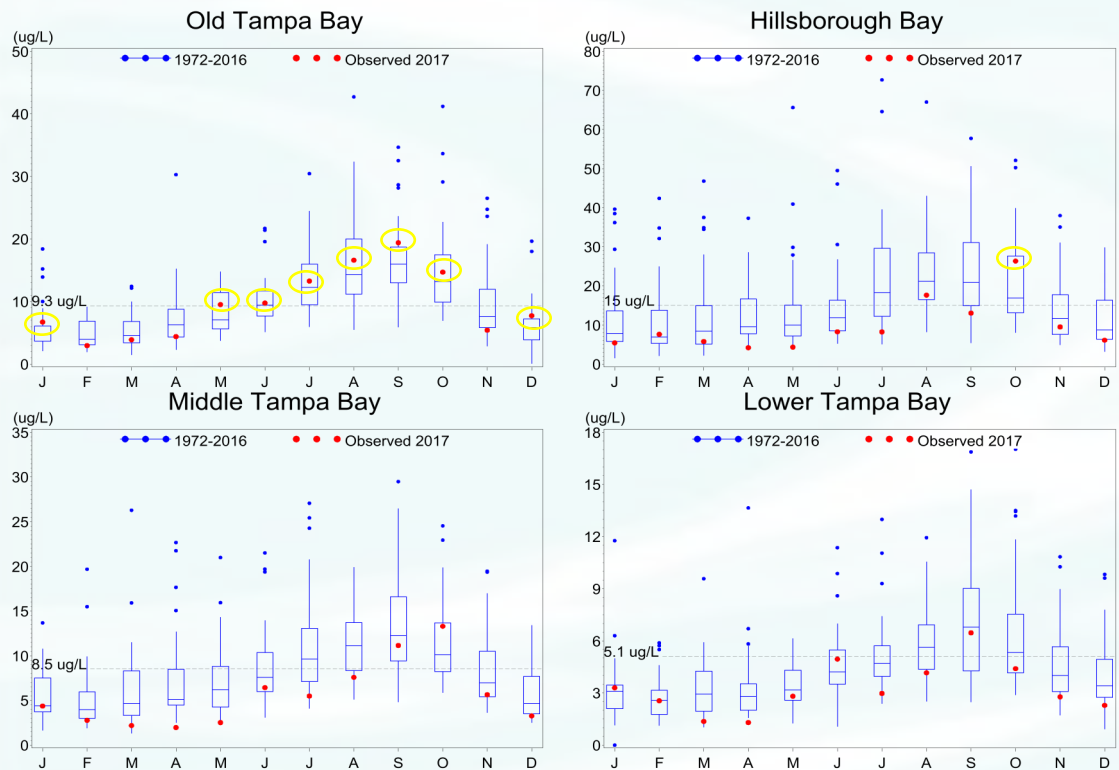 Old Tampa Bay
(ug/L)
1972-2016
Observed 2017
50
40
30
20
10
0
9.3 ug/L
J F M A M J J A S O N D
Hillsborough Bay
(ug/L)
1972-2016
Observed 2017
80
70
60
50
40
30
20
10
0
15 ug/L
J F M A M J J A S O N D
Middle Tampa Bay
(ug/L)
1972-2016
Observed 2017
35
30
25
20
15
10
5
0
8.5 ug/L
J F M A M J J A S O N D
Lower Tampa Bay
(ug/L)
1972-2016
Observed 2017
18
15
12
9
6
3
0
5.1 ug/L
J F M A M J J A S O N D